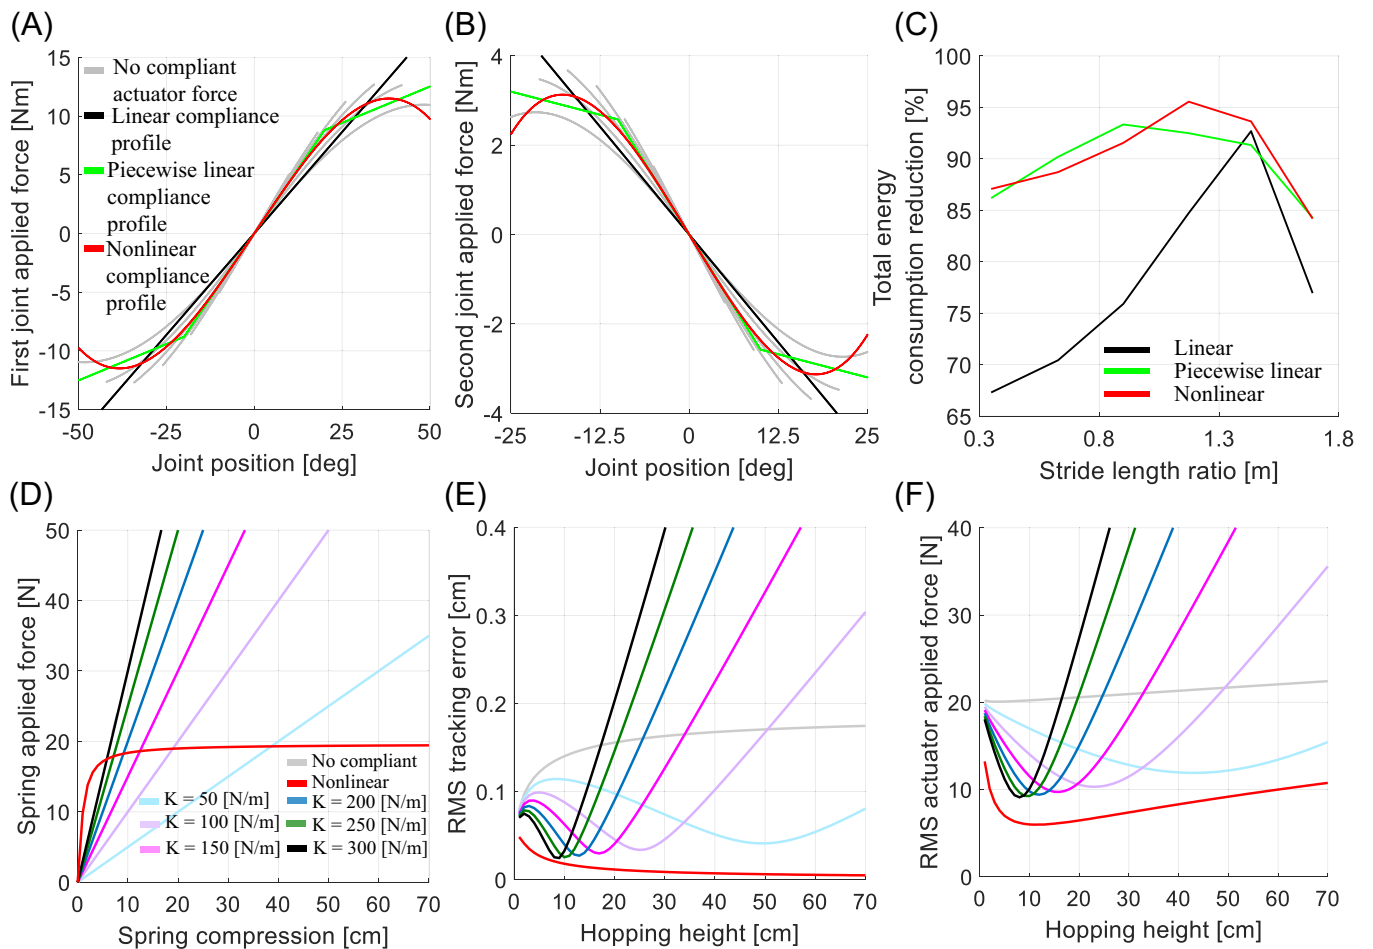 (A)
First joint applied force [Nm]
15
10
5
0
-5
-10
-15
No compliant
actuator force
Linear compliance
profile
Piecewise linear
compliance
profile
Nonlinear
compliance
profile
-50
-25
0
25
50
Joint position [deg]
(B)
Second joint applied force [Nm]
4
2
0
-2
-4
-25
-12.5
0
12.5
25
Joint position [deg]
(C)
Total energy
consumption reduction [%]
100
95
90
85
80
75
70
65
Linear
Piecewise linear
Nonlinear
0.3
0.8
1.3
1.8
Stride length ratio [m]
(D)
Spring applied force [N]
50
40
30
20
10
0
No compliant
Nonlinear
K = 50 [N/m]
K = 200 [N/m]
K = 100 [N/m]
K = 250 [N/m]
K = 150 [N/m]
K = 300 [N/m]
0
10
20
30
40
50
60
70
Spring compression [cm]
(E)
RMS tracking error [cm]
0.4
0.3
0.2
0.1
0
0
10
20
30
40
50
60
70
Hopping height [cm]
(F)
RMS actuator applied force [N]
40
30
20
10
0
0
10
20
30
40
50
60
70
Hopping height [cm]